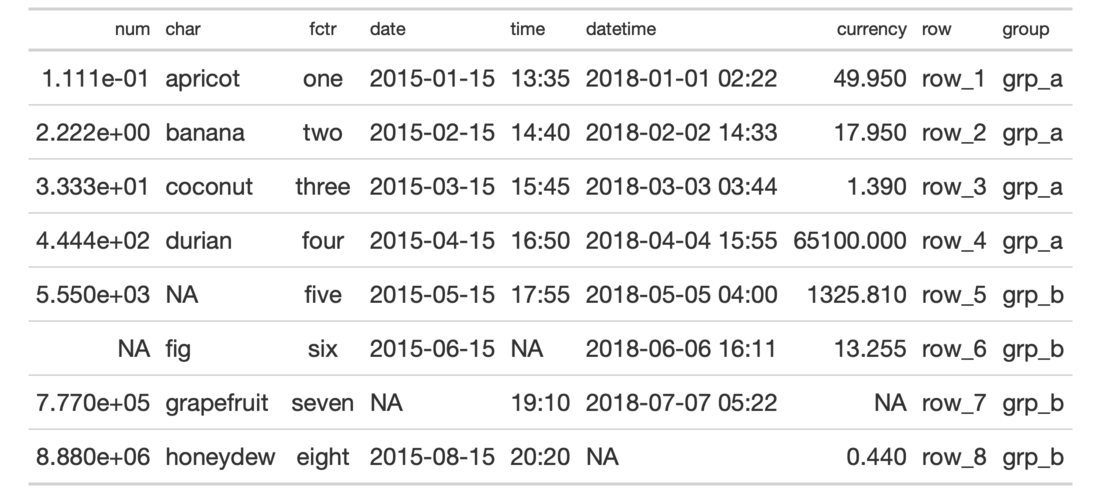 num char fctr date time datetime currency row group
1.111e-01 apricot one 2015-01-15 13:35 2018-01-01 02:22 49.950 row_1 grp_a
2.222e+00 banana two 2015-02-15 14:40 2018-02-02 14:33 17.950 row_2 grp_a
3.333e+01 coconut three 2015-03-15 15:45 2018-03-03 03:44 1.390 row_3 grp_a
4.444e+02 durian four 2015-04-15 16:50 2018-04-04 15:55 65100.000 row_4 grp_a
5.550e+03 NA five 2015-05-15 17:55 2018-05-05 04:00 1325.810 row_5 grp_b
NA fig six 2015-06-15 NA 2018-06-06 16:11 13.255 row_6 grp_b
7.770e+05 grapefruit seven NA 19:10 2018-07-07 05:22 NA row_7 grp_b
8.880e+06 honeydew eight 2015-08-15 20:20 NA 0.440 row_8 grp_b